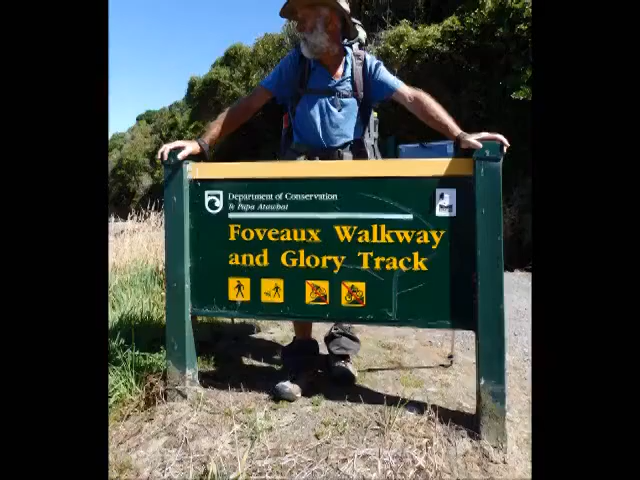 Department of Conservation
Te Papa Atawhai
Foveaux Walkway
and Glory Track